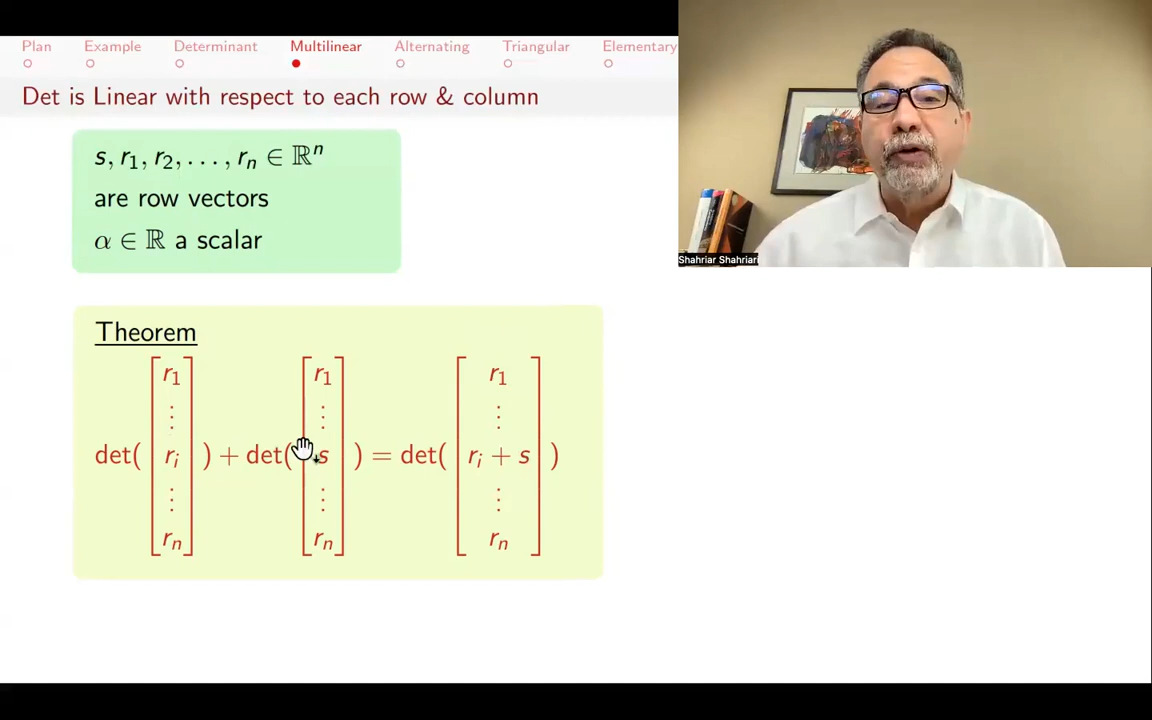 Plan Example Determinant Multilinear Alternating Triangular Elementary
Det is Linear with respect to each row & column
s, r₁, r₂, . . . , rₙ ∈ ℝⁿ
are row vectors
α ∈ ℝ a scalar
Shahriar Shahriari
Theorem
det( [ r₁ ⋮ rᵢ ⋮ rₙ ] ) + det( [ r₁ ⋮ s ⋮ rₙ ] ) = det( [ r₁ ⋮ rᵢ + s ⋮ rₙ ] )